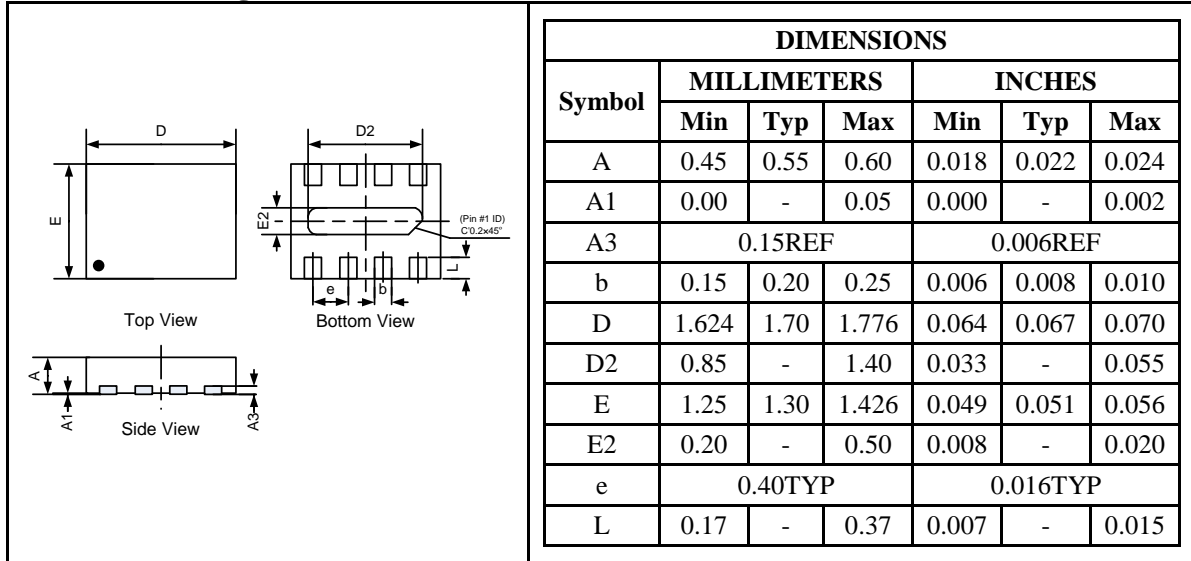 D
E
Top View
D2
E2
(Pin #1 ID)
C'0.2×45°
L
e
b
Bottom View
A
A1
A3
Side View
DIMENSIONS
Symbol MILLIMETERS INCHES
Min Typ Max Min Typ Max
A 0.45 0.55 0.60 0.018 0.022 0.024
A1 0.00 - 0.05 0.000 - 0.002
A3 0.15REF 0.006REF
b 0.15 0.20 0.25 0.006 0.008 0.010
D 1.624 1.70 1.776 0.064 0.067 0.070
D2 0.85 - 1.40 0.033 - 0.055
E 1.25 1.30 1.426 0.049 0.051 0.056
E2 0.20 - 0.50 0.008 - 0.020
e 0.40TYP 0.016TYP
L 0.17 - 0.37 0.007 - 0.015